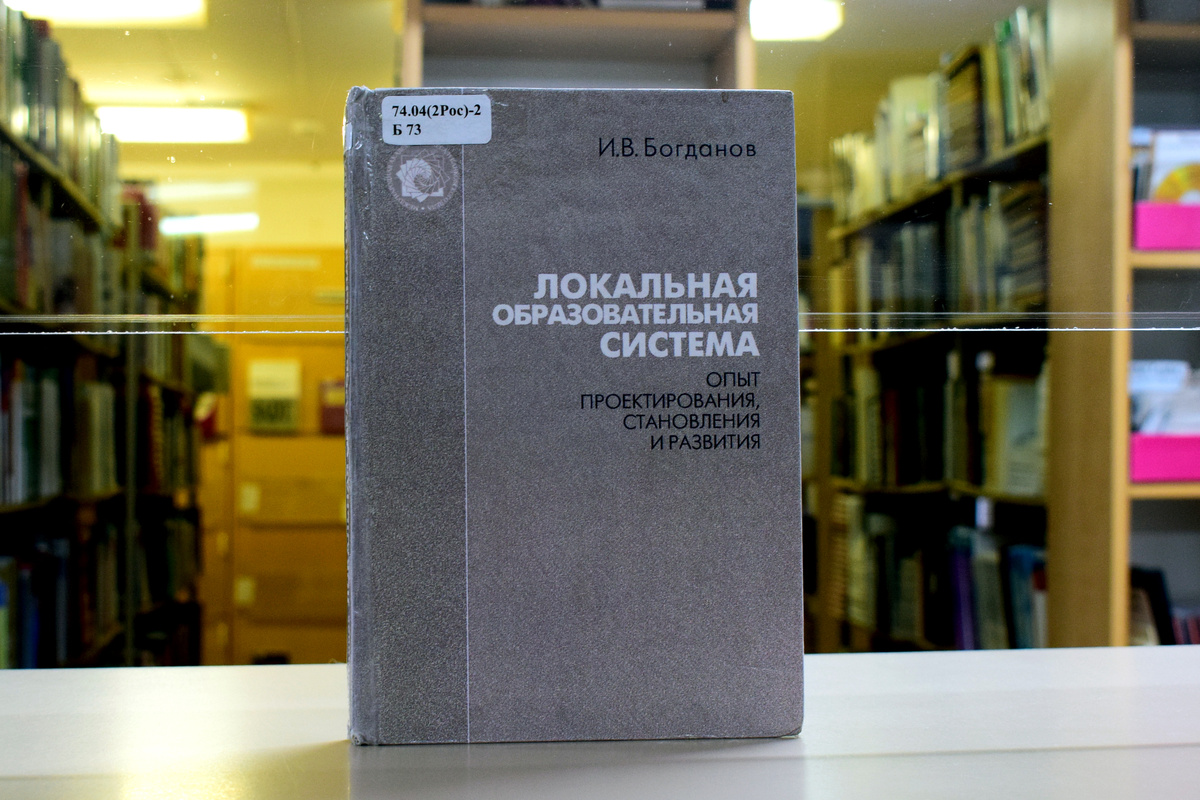 74.04(2Рос)-2
Б 73
И.В. Богданов
ЛОКАЛЬНАЯ
ОБРАЗОВАТЕЛЬНАЯ
СИСТЕМА
ОПЫТ
ПРОЕКТИРОВАНИЯ,
СТАНОВЛЕНИЯ
И РАЗВИТИЯ